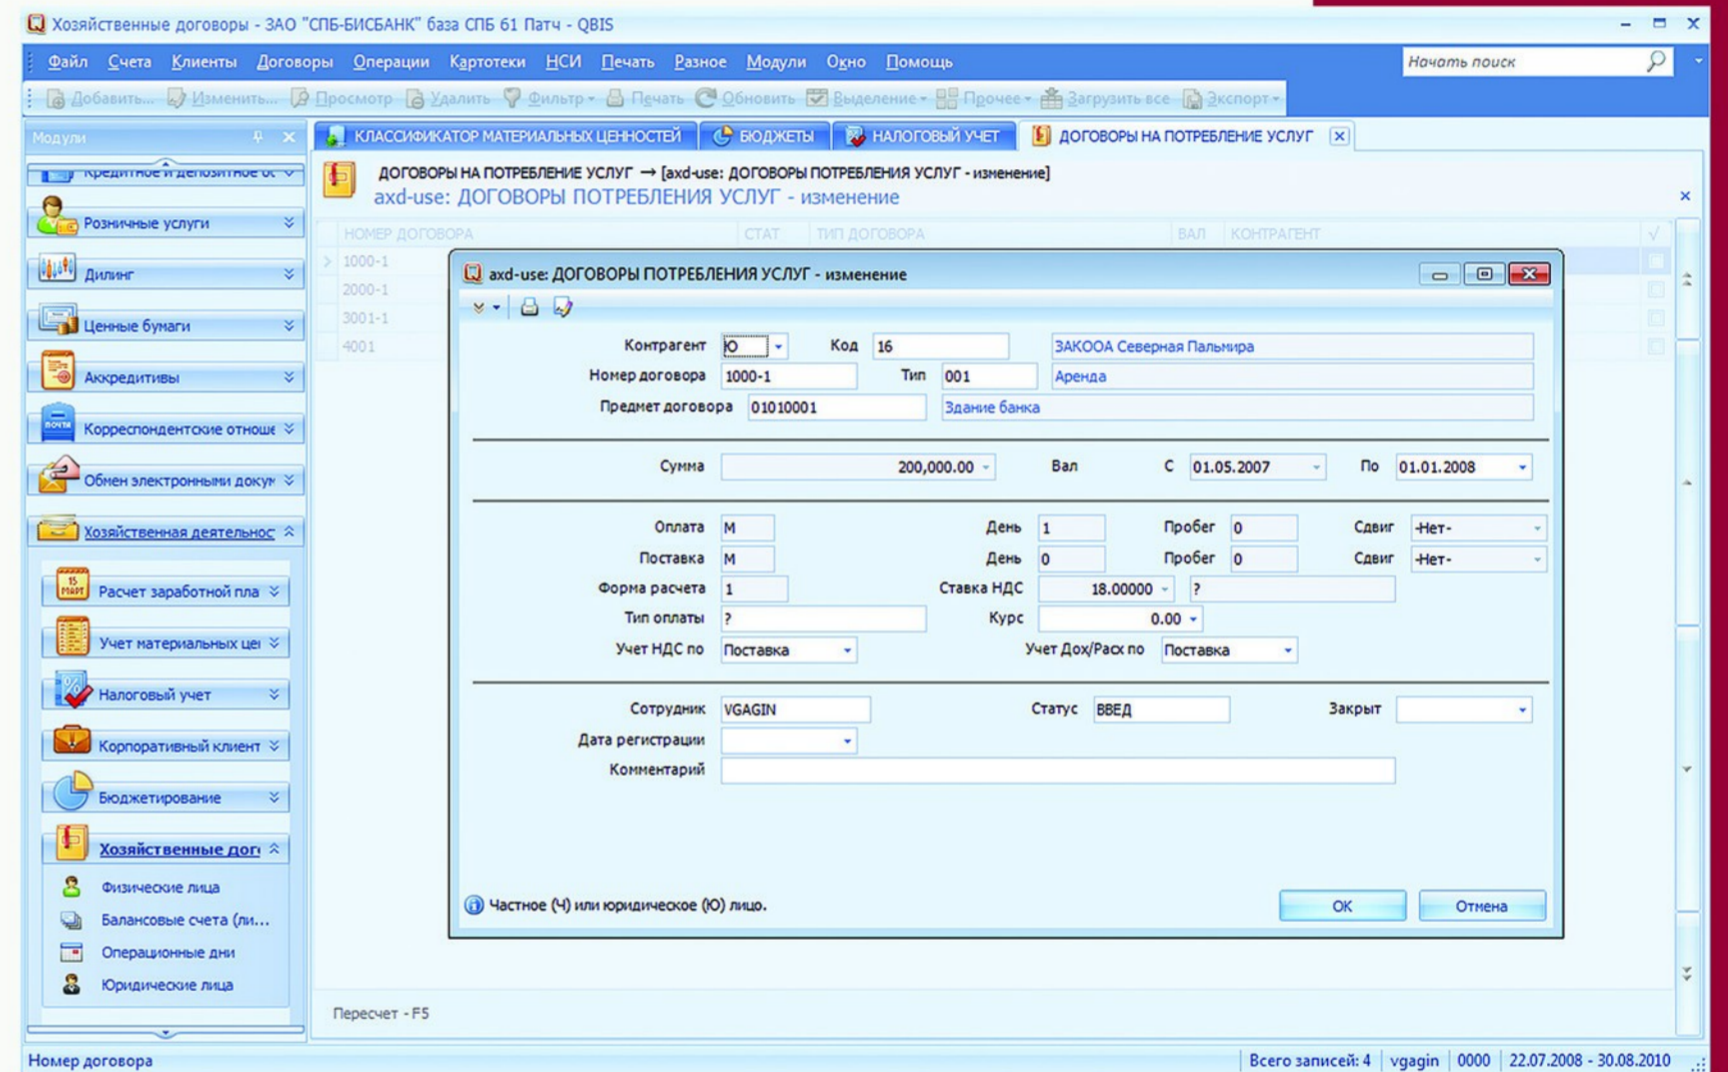 Хозяйственные договоры - ЗАО "СПБ-БИСБАНК" база СПБ 61 Патч - QBIS
Файл Счета Клиенты Договоры Операции Картотеки НСИ Печать Разное Модули Окно Помощь Начать поиск
Добавить... Изменить... Просмотр Удалить Фильтр Печать Обновить Выделение Прочее Загрузить все Экспорт
Модули
КЛАССИФИКАТОР МАТЕРИАЛЬНЫХ ЦЕННОСТЕЙ БЮДЖЕТЫ НАЛОГОВЫЙ УЧЕТ ДОГОВОРЫ НА ПОТРЕБЛЕНИЕ УСЛУГ
ДОГОВОРЫ НА ПОТРЕБЛЕНИЕ УСЛУГ → [axd-use: ДОГОВОРЫ ПОТРЕБЛЕНИЯ УСЛУГ - изменение]
axd-use: ДОГОВОРЫ ПОТРЕБЛЕНИЯ УСЛУГ - изменение
Кредитное и депозитное ос
Розничные услуги
Дилинг
Ценные бумаги
Аккредитивы
ПОЧТА
Корреспондентские отноше
Обмен электронными докум
Хозяйственная деятельнос
15 МАРТ
Расчет заработной пла
Учет материальных цен
Налоговый учет
Корпоративный клиент
Бюджетирование
Хозяйственные дого
Физические лица
Балансовые счета (ли...
Операционные дни
Юридические лица
НОМЕР ДОГОВОРА СТАТ ТИП ДОГОВОРА ВАЛ КОНТРАГЕНТ √
1000-1
2000-1
3001-1
4001
axd-use: ДОГОВОРЫ ПОТРЕБЛЕНИЯ УСЛУГ - изменение
Контрагент Ю Код 16 ЗАКООА Северная Пальмира
Номер договора 1000-1 Тип 001 Аренда
Предмет договора 01010001 Здание банка
Сумма 200,000.00 Вал С 01.05.2007 По 01.01.2008
Оплата М День 1 Пробег 0 Сдвиг -Нет-
Поставка М День 0 Пробег 0 Сдвиг -Нет-
Форма расчета 1 Ставка НДС 18.00000 ?
Тип оплаты ? Курс 0.00
Учет НДС по Поставка Учет Дох/Расх по Поставка
Сотрудник VGAGIN Статус ВВЕД Закрыт
Дата регистрации
Комментарий
Частное (Ч) или юридическое (Ю) лицо. OK Отмена
Пересчет - F5
Номер договора Всего записей: 4 vgagin 0000 22.07.2008 - 30.08.2010